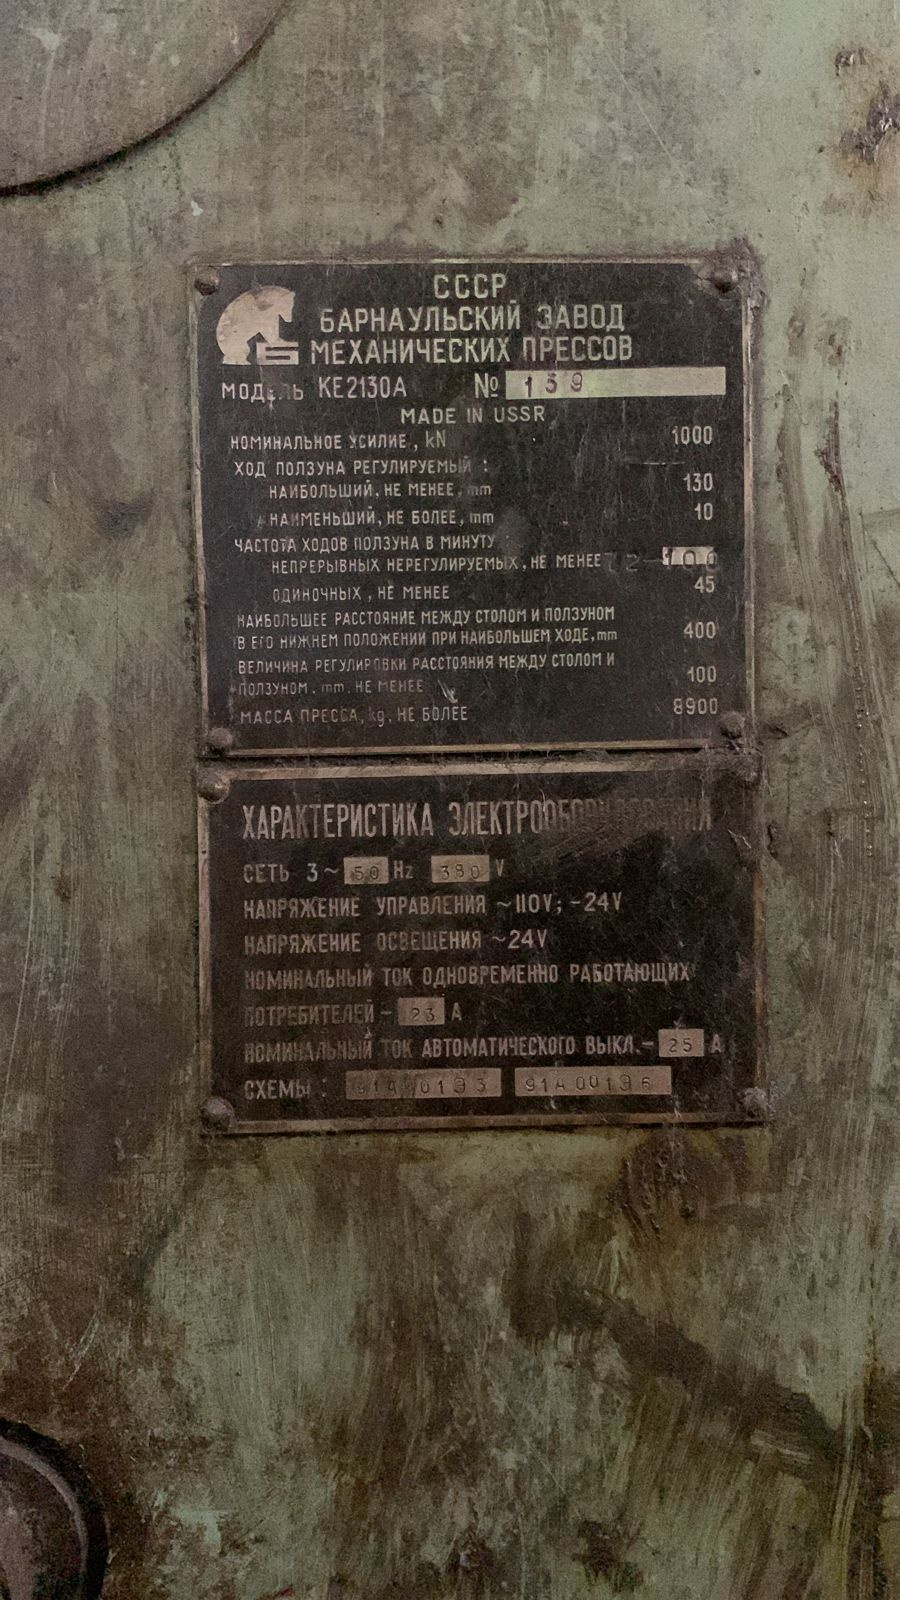 СССР
БАРНАУЛЬСКИЙ ЗАВОД
МЕХАНИЧЕСКИХ ПРЕССОВ
Б
МОДЕЛЬ КЕ2130А № 139
MADE IN USSR
НОМИНАЛЬНОЕ УСИЛИЕ, kN 1000
ХОД ПОЛЗУНА РЕГУЛИРУЕМЫЙ :
НАИБОЛЬШИЙ, НЕ МЕНЕЕ, mm 130
НАИМЕНЬШИЙ, НЕ БОЛЕЕ, mm 10
ЧАСТОТА ХОДОВ ПОЛЗУНА В МИНУТУ :
НЕПРЕРЫВНЫХ НЕРЕГУЛИРУЕМЫХ, НЕ МЕНЕЕ
ОДИНОЧНЫХ, НЕ МЕНЕЕ 45
НАИБОЛЬШЕЕ РАССТОЯНИЕ МЕЖДУ СТОЛОМ И ПОЛЗУНОМ
В ЕГО НИЖНЕМ ПОЛОЖЕНИИ ПРИ НАИБОЛЬШЕМ ХОДЕ, mm 400
ВЕЛИЧИНА РЕГУЛИРОВКИ РАССТОЯНИЯ МЕЖДУ СТОЛОМ И
ПОЛЗУНОМ, mm, НЕ МЕНЕЕ 100
МАССА ПРЕССА, kg, НЕ БОЛЕЕ 8900
ХАРАКТЕРИСТИКА ЭЛЕКТРООБОРУДОВАНИЯ
СЕТЬ 3~ 50 Hz 380 V
НАПРЯЖЕНИЕ УПРАВЛЕНИЯ ~110V; -24V
НАПРЯЖЕНИЕ ОСВЕЩЕНИЯ ~24V
НОМИНАЛЬНЫЙ ТОК ОДНОВРЕМЕННО РАБОТАЮЩИХ
ПОТРЕБИТЕЛЕЙ - 23 А
НОМИНАЛЬНЫЙ ТОК АВТОМАТИЧЕСКОГО ВЫКЛ. - 25 А
СХЕМЫ : 91А001Э6